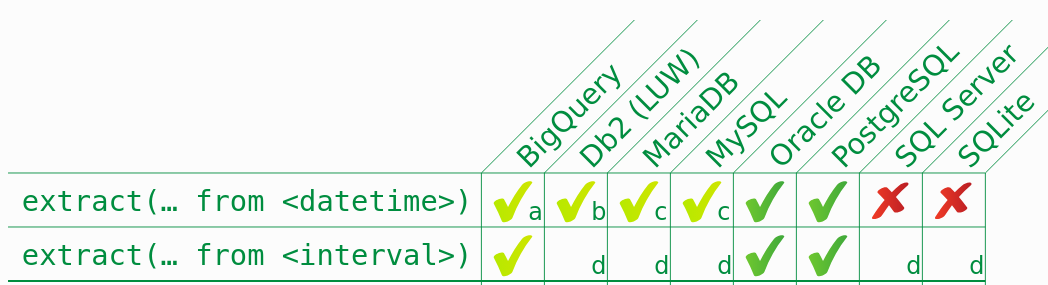 BigQuery
Db2 (LUW)
MariaDB
MySQL
Oracle DB
PostgreSQL
SQL Server
SQLite
extract(… from <datetime>) a b c c
extract(… from <interval>) d d d d d